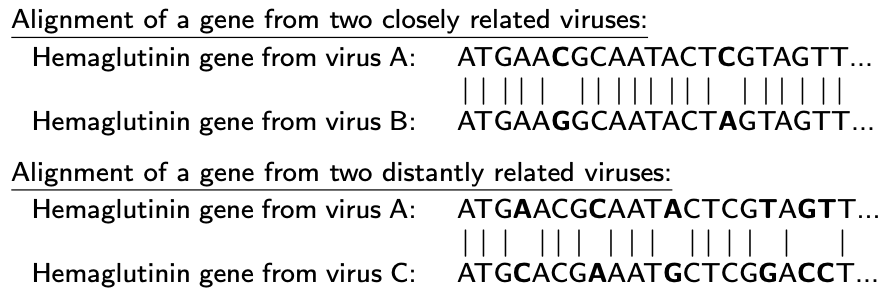 Alignment of a gene from two closely related viruses:
Hemaglutinin gene from virus A: ATGAACGCAATACTCGTAGTT...
| | | | | | | | | | | | | | | | | | |
Hemaglutinin gene from virus B: ATGAAGGCAATACTAGTAGTT...
Alignment of a gene from two distantly related viruses:
Hemaglutinin gene from virus A: ATGAACGCAATACTCGTAGTT...
| | | | | | | | | | | | | | |
Hemaglutinin gene from virus C: ATGCACGAAATGCTCGGACCT...